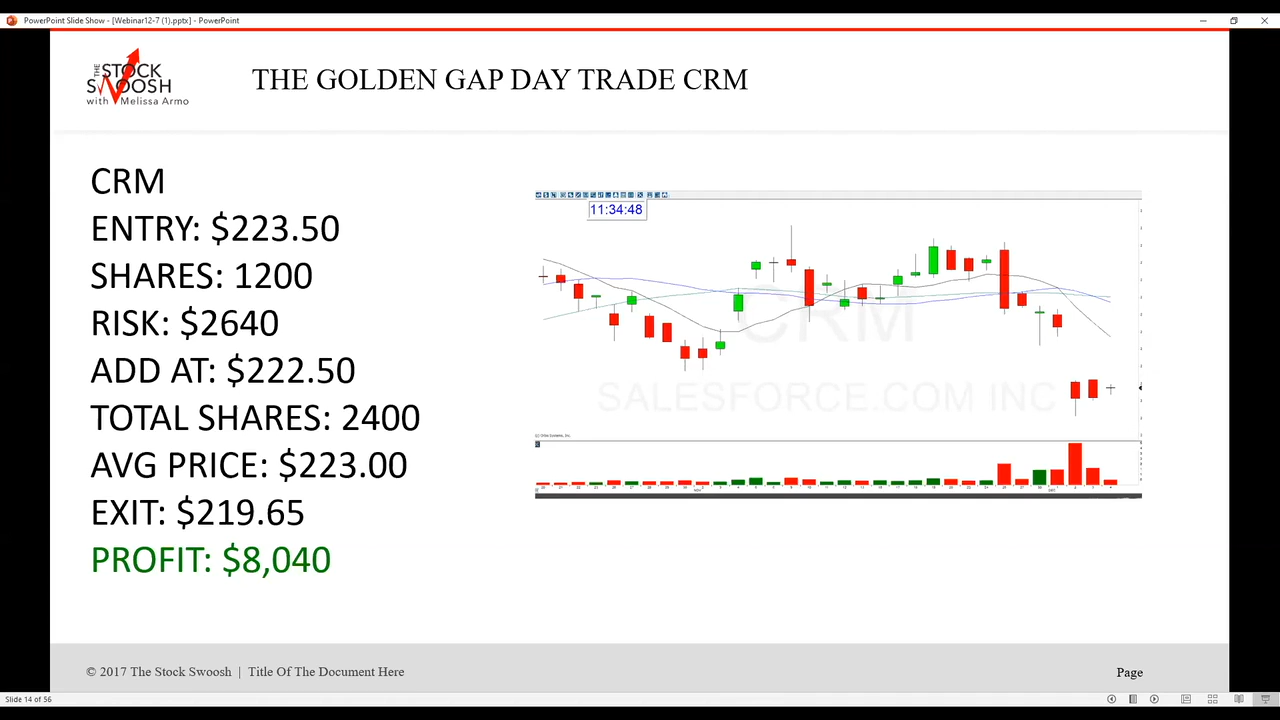 PowerPoint Slide Show - [Webinar12-7 (1).pptx] - PowerPoint
THE
STOCK
SWOOSH
with Melissa Armo
THE GOLDEN GAP DAY TRADE CRM
CRM
ENTRY: $223.50
SHARES: 1200
RISK: $2640
ADD AT: $222.50
TOTAL SHARES: 2400
AVG PRICE: $223.00
EXIT: $219.65
PROFIT: $8,040
11:34:48
CRM
SALESFORCE.COM INC
© 2017 The Stock Swoosh | Title Of The Document Here
Page
Slide 14 of 56